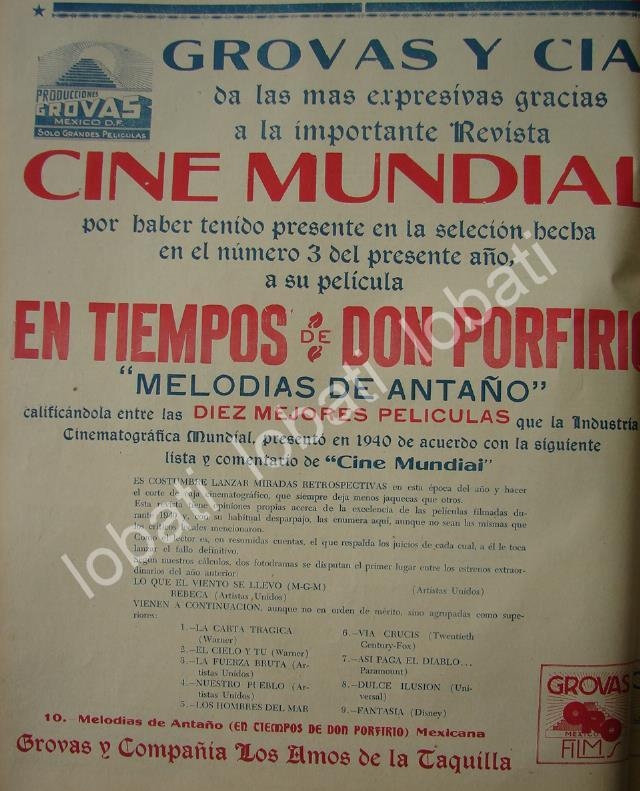 PRODUCCIONES
GROVAS
MEXICO D.F.
SOLO GRANDES PELICULAS
GROVAS Y CIA
da las mas expresivas gracias
a la importante Revista
CINE MUNDIAL
por haber tenido presente en la seleción hecha
en el número 3 del presente año,
a su película
EN TIEMPOS DE DON PORFIRIO
"MELODIAS DE ANTAÑO"
calificándola entre las DIEZ MEJORES PELICULAS que la Industria
Cinematográfica Mundial, presentó en 1940 de acuerdo con la siguiente
lista y comentario de "Cine Mundiai"
ES COSTUMBRE LANZAR MIRADAS RETROSPECTIVAS en esta época del año y hacer
el corte de caja cinematográfico, que siempre deja menos jaquecas que otros.
Esta revista opiniones propias acerca de la excelencia de las películas filmadas du-
rante 1940 y, con su habitual desparpajo, las enumera aquí, aunque no sean las mismas que
los críticos locales mencionaron.
Como el lector es, en resumidas cuentas, el que respalda los juicios de cada cual, a él le toca
lanzar el fallo definitivo.
Según nuestros cálculos, dos fotodramas se disputan el primer lugar entre los estrenos extraor-
dinarios del año anterior:
LO QUE EL VIENTO SE LLEVO (M-G-M) (Artistas Unidos)
REBECA (Artistas Unidos)
VIENEN A CONTINUACION, aunque no en orden de mérito, sino agrupadas como supe-
riores:
1.—LA CARTA TRAGICA
(Warner)
2.—EL CIELO Y TU (Warner)
3.—LA FUERZA BRUTA (Ar-
tistas Unidos)
4.—NUESTRO PUEBLO (Ar-
tistas Unidos)
5.—LOS HOMBRES DEL MAR
6.—VIA CRUCIS (Twentieth
Century-Fox)
7.—ASI PAGA EL DIABLO...
Paramount)
8.—DULCE ILUSION (Uni-
versal)
9.—FANTASIA (Disney)
10.- Melodias de Antaño (EN TIEMPOS DE DON PORFIRIO) Mexicana
Grovas y Compañía Los Amos de la Taquilla
GROVAS
ORO
MEXICO
FILMS
lobati lobati lobati